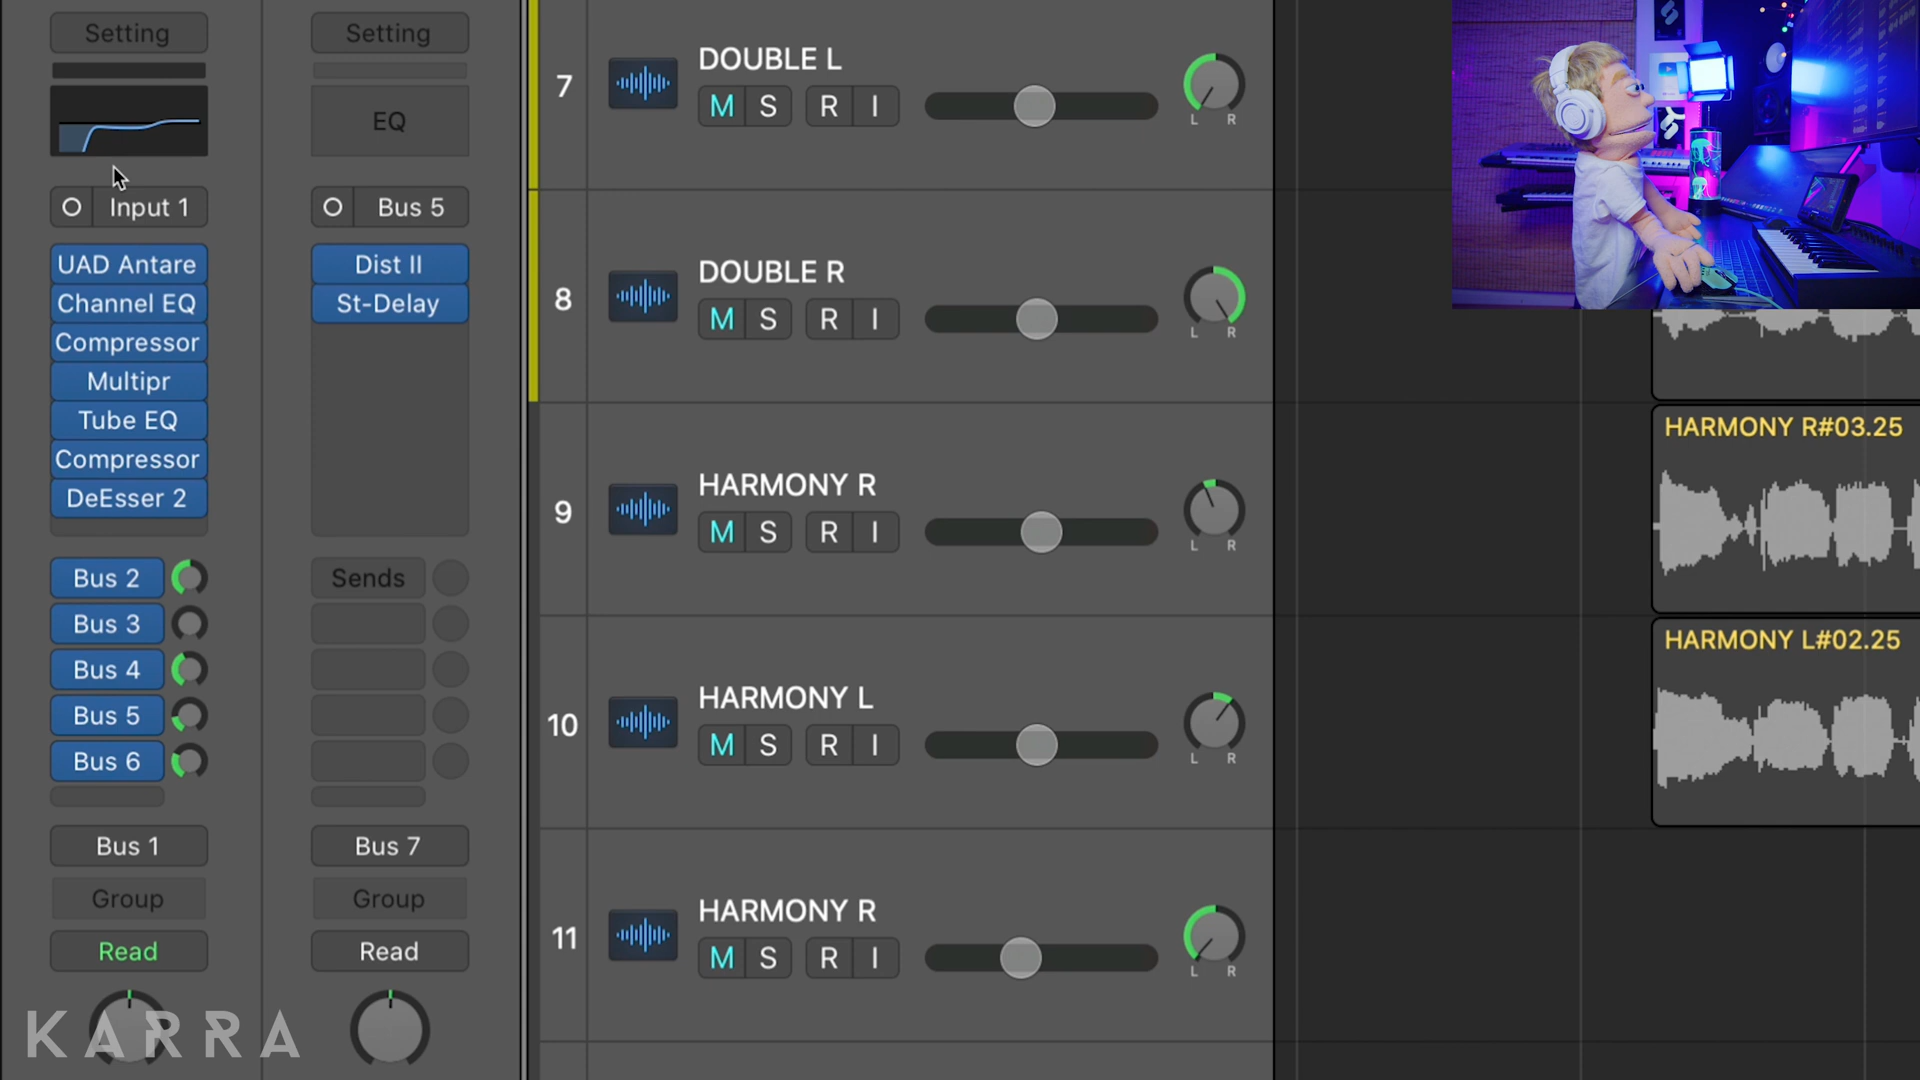 Setting
Input 1
UAD Antare
Channel EQ
Compressor
Multipr
Tube EQ
Compressor
DeEsser 2
Bus 2
Bus 3
Bus 4
Bus 5
Bus 6
Bus 1
Group
Read
KARRA
Setting
EQ
Bus 5
Dist II
St-Delay
Sends
Bus 7
Group
Read
7
DOUBLE L
M S R I
L R
8
DOUBLE R
M S R I
L R
9
HARMONY R
M S R I
L R
10
HARMONY L
M S R I
L R
11
HARMONY R
M S R I
L R
HARMONY R#03.25
HARMONY L#02.25